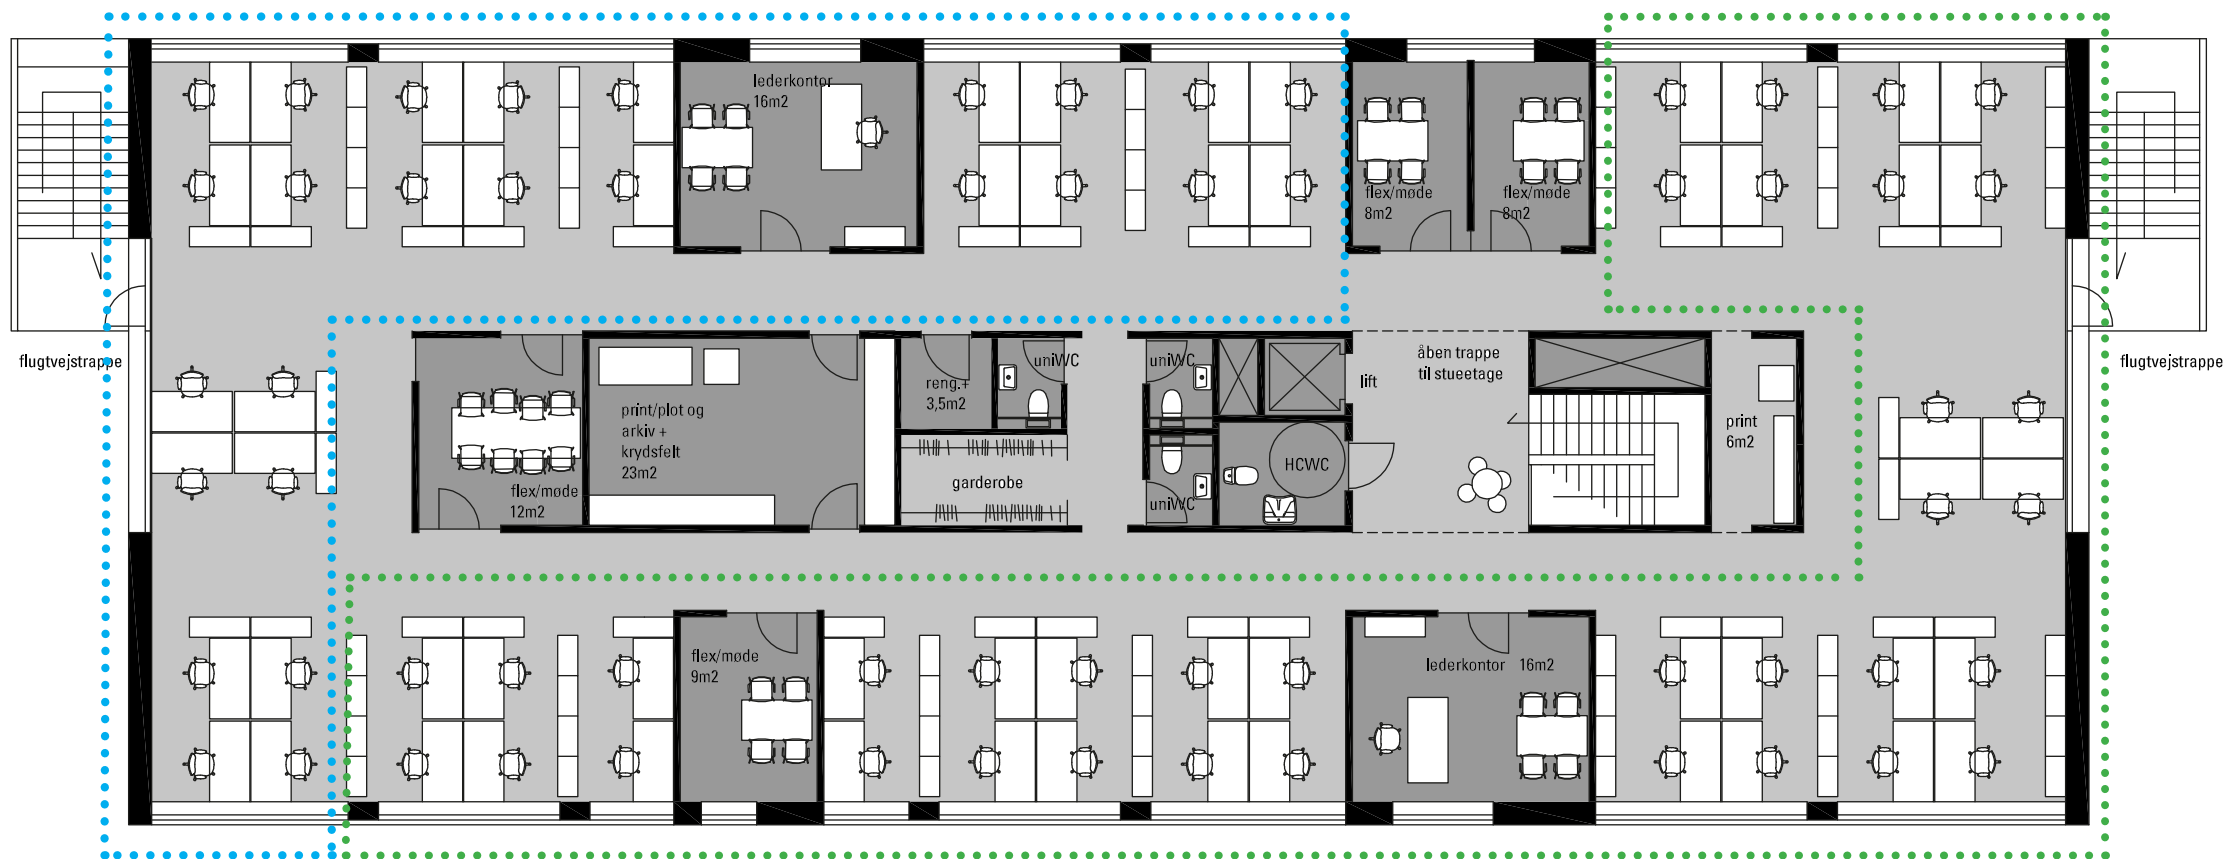 lederkontor
16m2
flex/møde
8m2
flex/møde
8m2
flugtvejstrappe
flugtvejstrappe
print/plot og
arkiv +
krydsfelt
23m2
flex/møde
12m2
reng.+
3,5m2
uniWC
uniWC
uniWC
garderobe
HCWC
lift
åben trappe
til stueetage
print
6m2
flex/møde
9m2
lederkontor 16m2